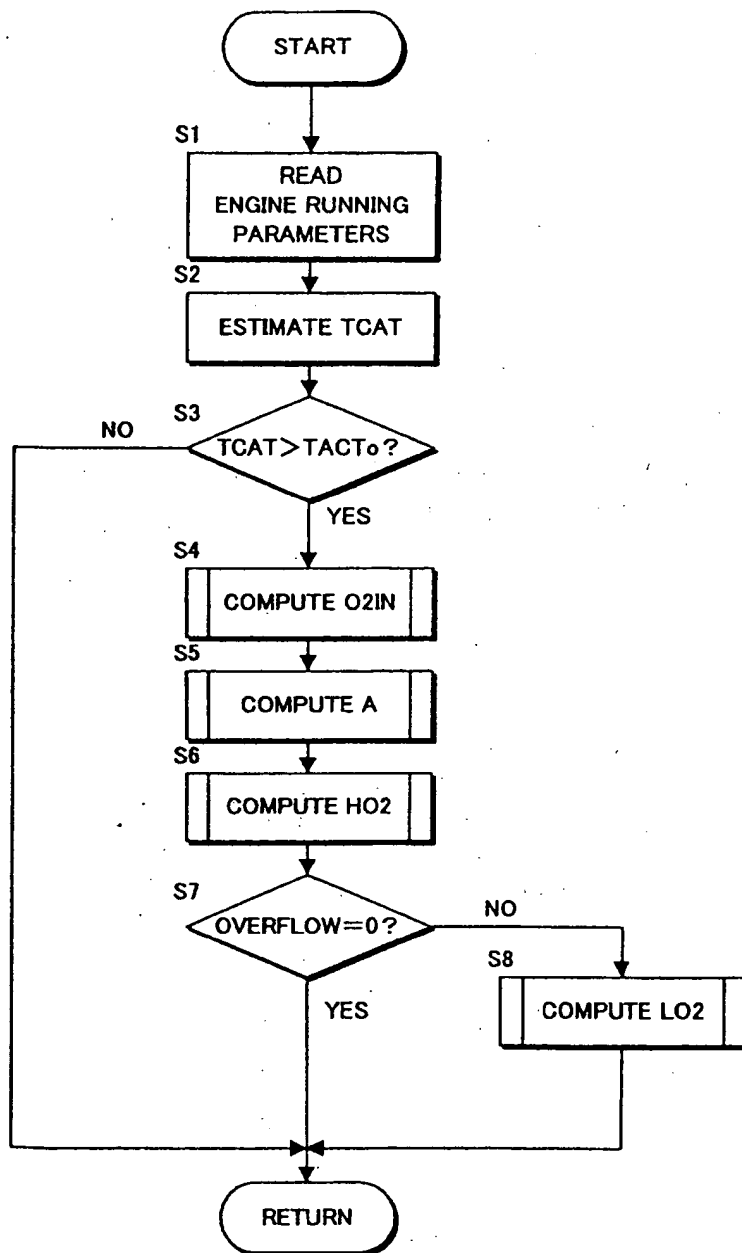 START
S1
READ
ENGINE RUNNING
PARAMETERS
S2
ESTIMATE TCAT
S3
NO
TCAT>TACTo?
YES
S4
COMPUTE O2IN
S5
COMPUTE A
S6
COMPUTE HO2
S7
OVERFLOW=0?
NO
YES
S8
COMPUTE LO2
RETURN